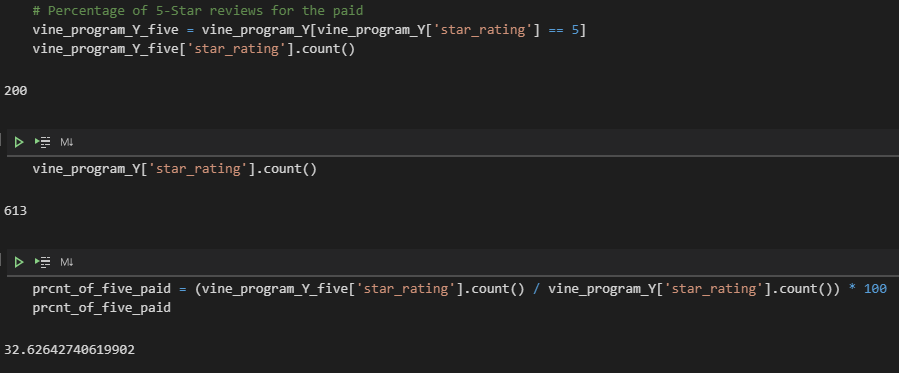 # Percentage of 5-Star reviews for the paid
vine_program_Y_five = vine_program_Y[vine_program_Y['star_rating'] == 5]
vine_program_Y_five['star_rating'].count()
200
M↓
vine_program_Y['star_rating'].count()
613
M↓
prcnt_of_five_paid = (vine_program_Y_five['star_rating'].count() / vine_program_Y['star_rating'].count()) * 100
prcnt_of_five_paid
32.62642740619902